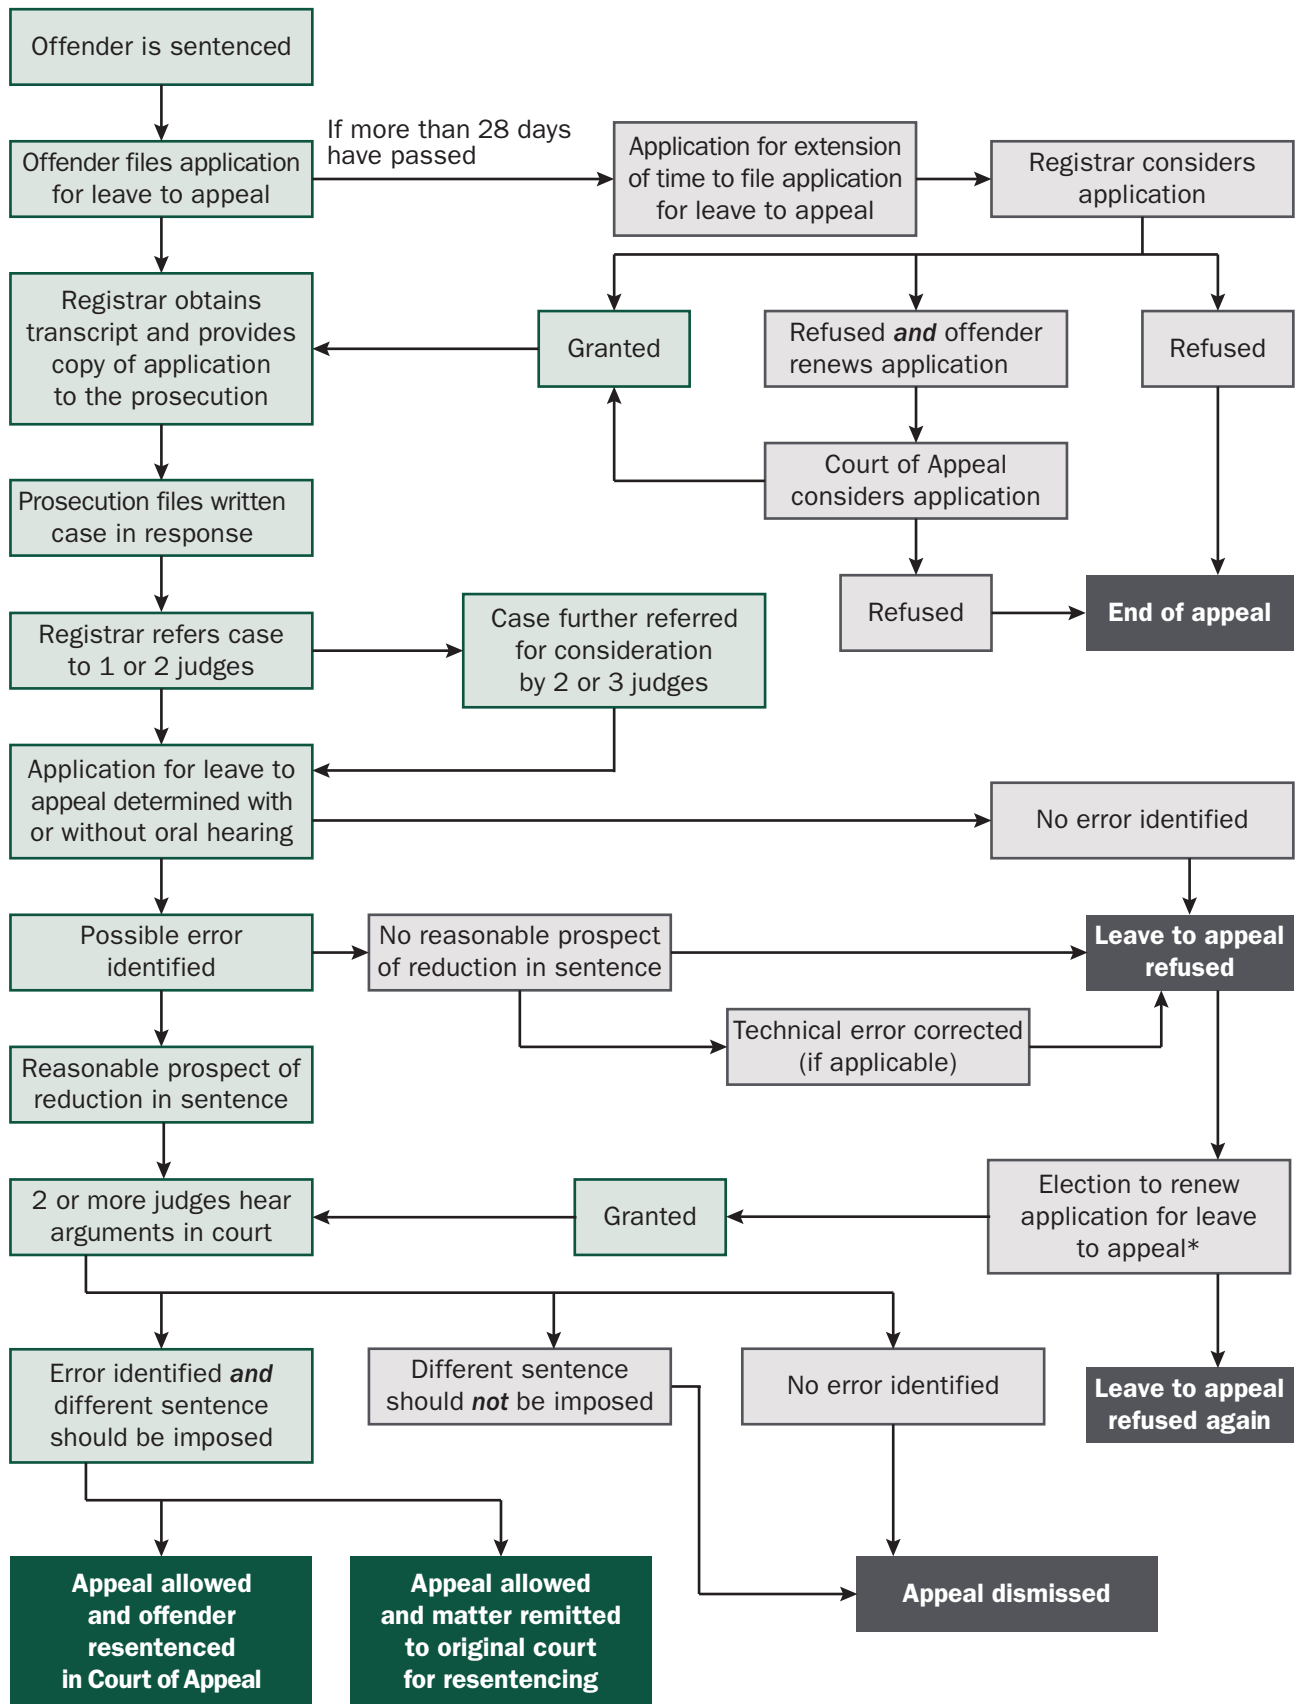 Offender is sentenced
If more than 28 days
have passed
Offender files application
for leave to appeal
Application for extension
of time to file application
for leave to appeal
Registrar considers
application
Registrar obtains
transcript and provides
copy of application
to the prosecution
Granted
Refused and offender
renews application
Refused
Court of Appeal
considers application
Prosecution files written
case in response
Refused
End of appeal
Registrar refers case
to 1 or 2 judges
Case further referred
for consideration
by 2 or 3 judges
Application for leave to
appeal determined with
or without oral hearing
No error identified
Possible error
identified
No reasonable prospect
of reduction in sentence
Leave to appeal
refused
Technical error corrected
(if applicable)
Reasonable prospect of
reduction in sentence
2 or more judges hear
arguments in court
Granted
Election to renew
application for leave
to appeal*
Error identified and
different sentence
should be imposed
Different sentence
should not be imposed
No error identified
Leave to appeal
refused again
Appeal allowed
and offender
resentenced
in Court of Appeal
Appeal allowed
and matter remitted
to original court
for resentencing
Appeal dismissed